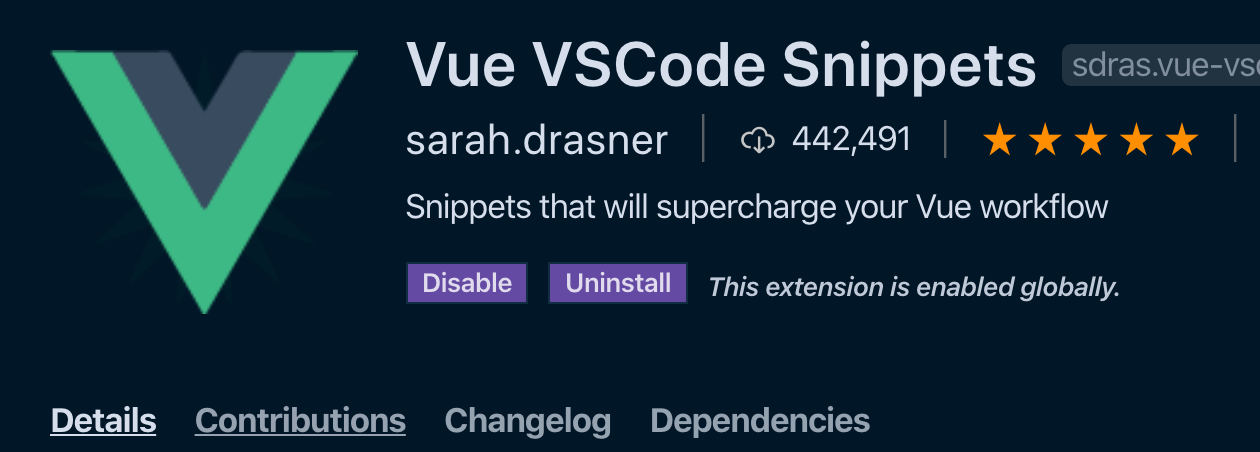 Vue VSCode Snippets sdras.vue-vsc
sarah.drasner 442,491
Snippets that will supercharge your Vue workflow
Disable Uninstall This extension is enabled globally.
Details Contributions Changelog Dependencies